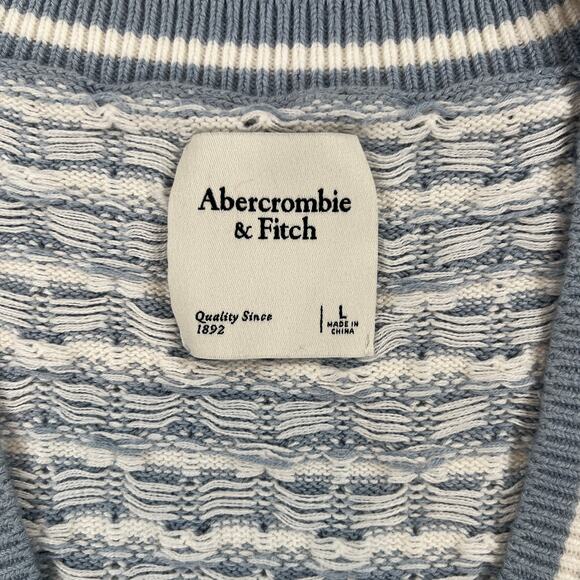 Abercrombie
& Fitch
Quality Since
1892
L
MADE IN
CHINA